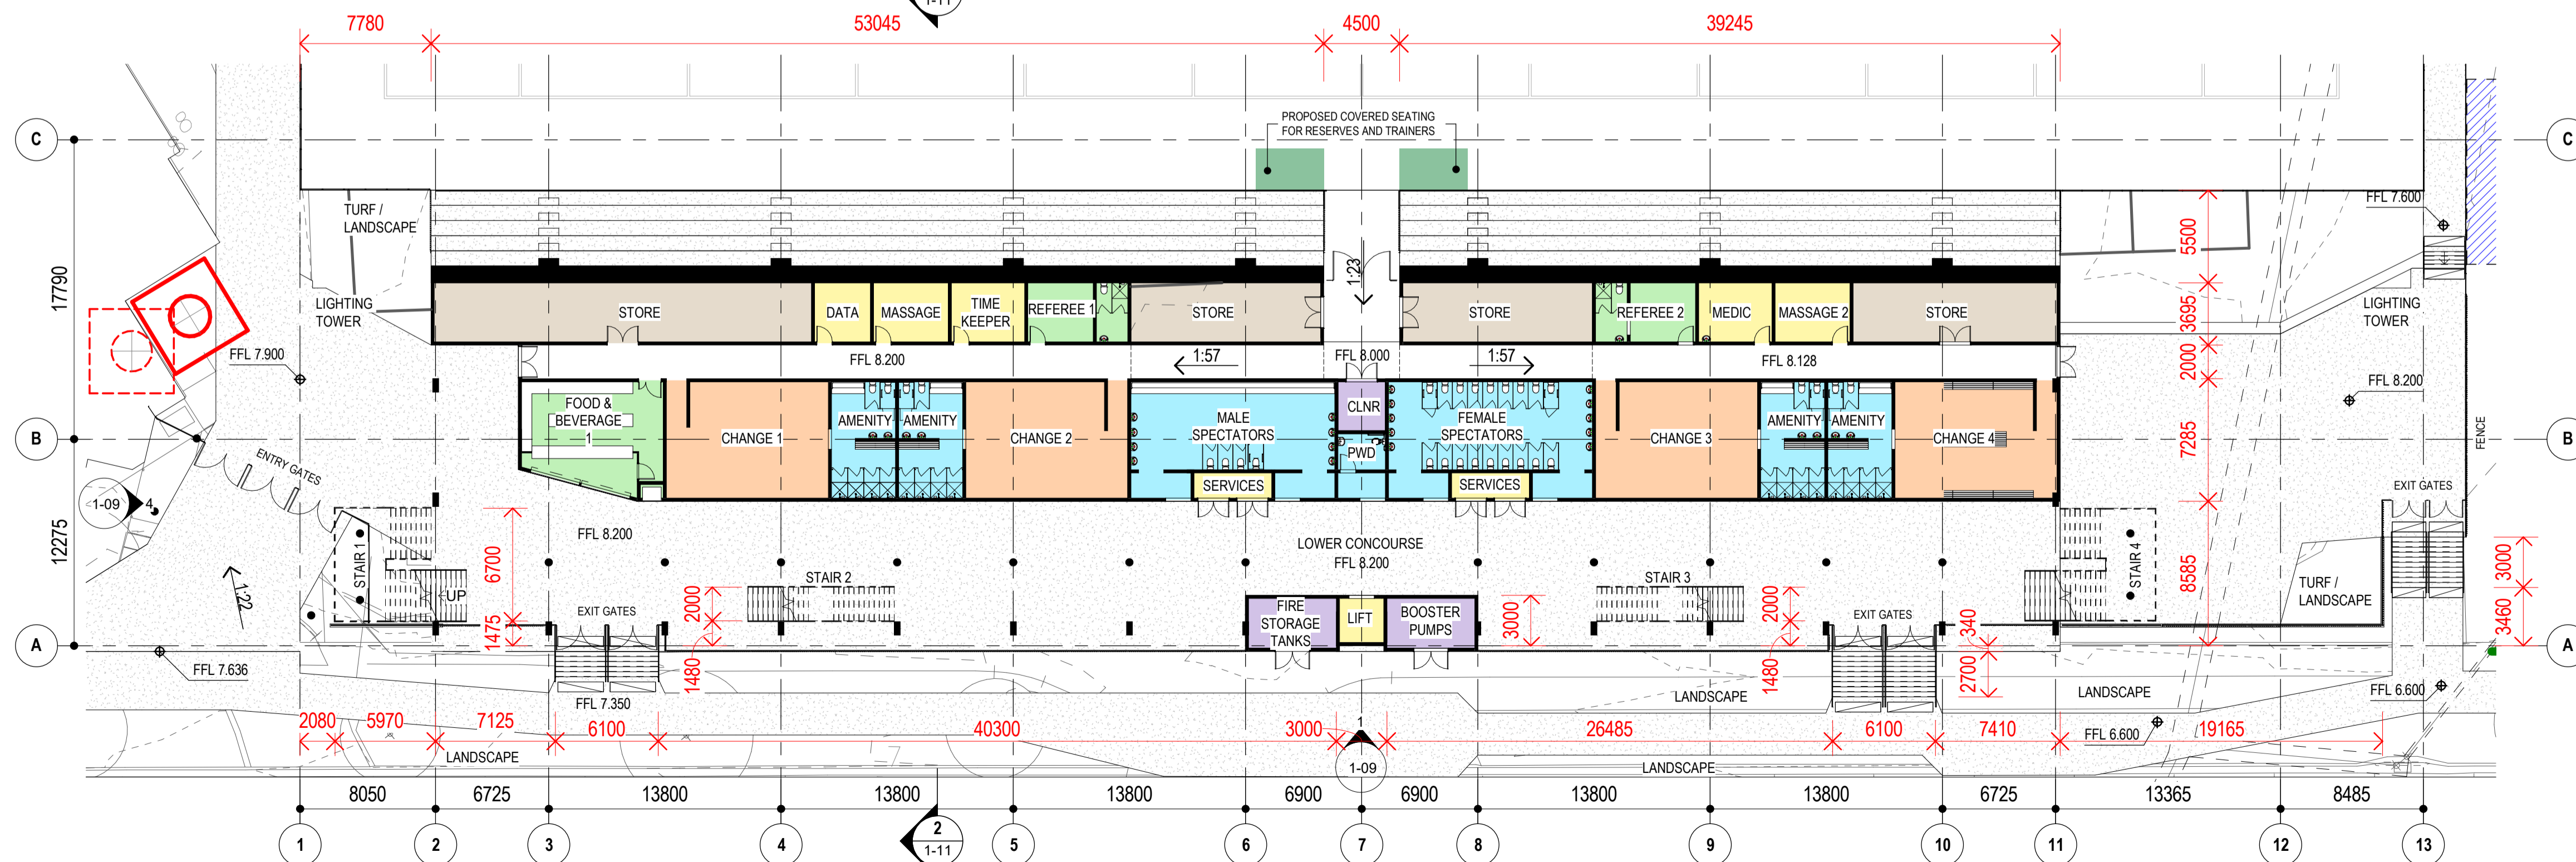 1-11
7780
53045
4500
39245
PROPOSED COVERED SEATING
FOR RESERVES AND TRAINERS
C
C
TURF /
LANDSCAPE
FFL 7.600
5500
17790
1:23
LIGHTING
TOWER
STORE
DATA
MASSAGE
TIME
KEEPER
REFEREE 1
STORE
STORE
REFEREE 2
MEDIC
MASSAGE 2
STORE
3695
LIGHTING
TOWER
FFL 7.900
FFL 8.200
1:57
FFL 8.000
1:57
FFL 8.128
2000
FFL 8.200
FOOD &
BEVERAGE
1
CHANGE 1
AMENITY
AMENITY
CHANGE 2
MALE
SPECTATORS
CLNR
PWD
FEMALE
SPECTATORS
CHANGE 3
AMENITY
AMENITY
CHANGE 4
7285
B
B
FENCE
ENTRY GATES
SERVICES
SERVICES
EXIT GATES
1-09
4
12275
FFL 8.200
LOWER CONCOURSE
FFL 8.200
STAIR 1
6700
STAIR 2
STAIR 3
STAIR 4
8585
3000
1:22
UP
EXIT GATES
2000
FIRE
STORAGE
TANKS
LIFT
BOOSTER
PUMPS
3000
2000
EXIT GATES
340
TURF /
LANDSCAPE
3460
1475
A
A
FFL 7.636
1480
1480
2700
FFL 7.350
LANDSCAPE
LANDSCAPE
FFL 6.600
2080
5970
7125
6100
40300
3000
1
1-09
26485
6100
7410
FFL 6.600
19165
LANDSCAPE
LANDSCAPE
8050
6725
13800
13800
13800
6900
6900
13800
13800
6725
13365
8485
1
2
3
4
2
1-11
5
6
7
8
9
10
11
12
13